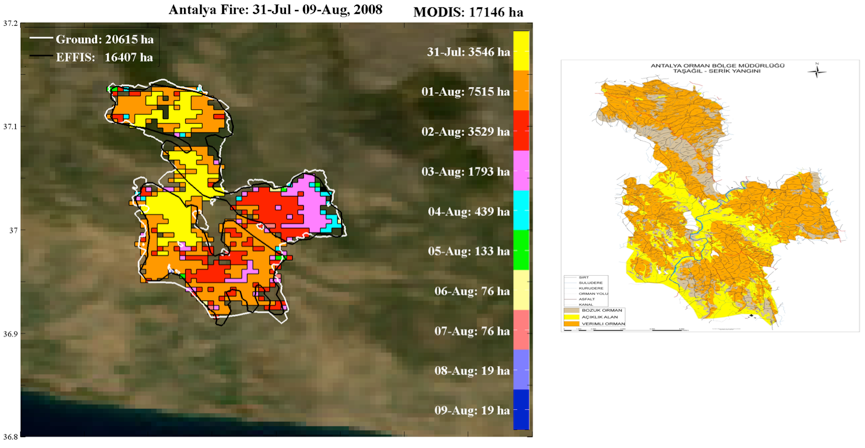 Antalya Fire: 31-Jul - 09-Aug, 2008
MODIS: 17146 ha
37.2
37.1
37
36.9
36.8
Ground: 20615 ha
EFFIS: 16407 ha
31-Jul: 3546 ha
01-Aug: 7515 ha
02-Aug: 3529 ha
03-Aug: 1793 ha
04-Aug: 439 ha
05-Aug: 133 ha
06-Aug: 76 ha
07-Aug: 76 ha
08-Aug: 19 ha
09-Aug: 19 ha
ANTALYA ORMAN BÖLGE MÜDÜRLÜĞÜ
TAŞAĞIL - SERİK YANGINI
SIRT
SULUDERE
KURUDERE
ORMAN YOLU
ASFALT
KANAL
BOZUK ORMAN
AÇIKLIK ALAN
VERİMLİ ORMAN